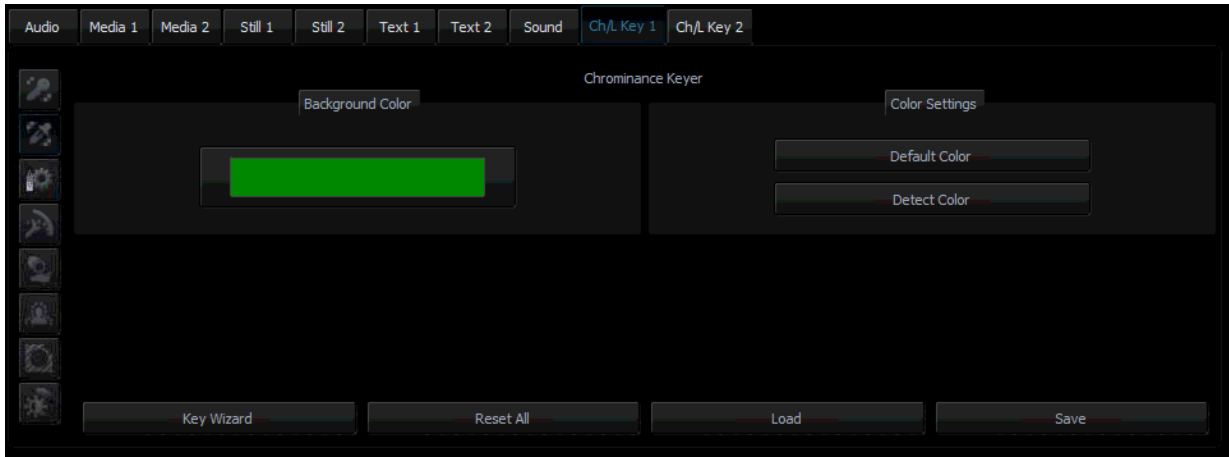 Audio Media 1 Media 2 Still 1 Still 2 Text 1 Text 2 Sound Ch/L Key 1 Ch/L Key 2
Chrominance Keyer
Background Color Color Settings
Default Color
Detect Color
Key Wizard Reset All Load Save